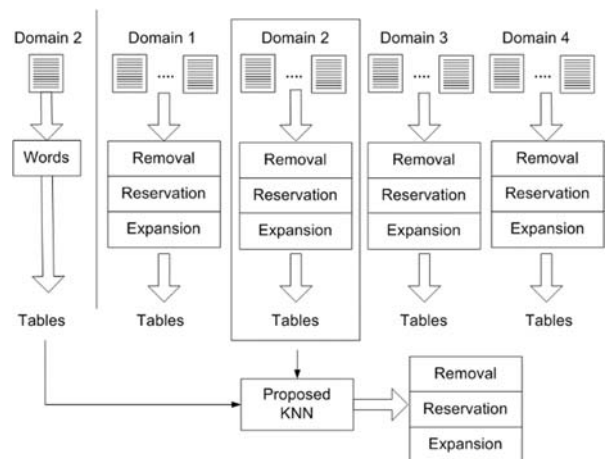 Domain 2
Domain 1
Domain 2
Domain 3
Domain 4
....
....
....
....
Words
Removal
Reservation
Expansion
Removal
Reservation
Expansion
Removal
Reservation
Expansion
Removal
Reservation
Expansion
Tables
Tables
Tables
Tables
Tables
Proposed
KNN
Removal
Reservation
Expansion